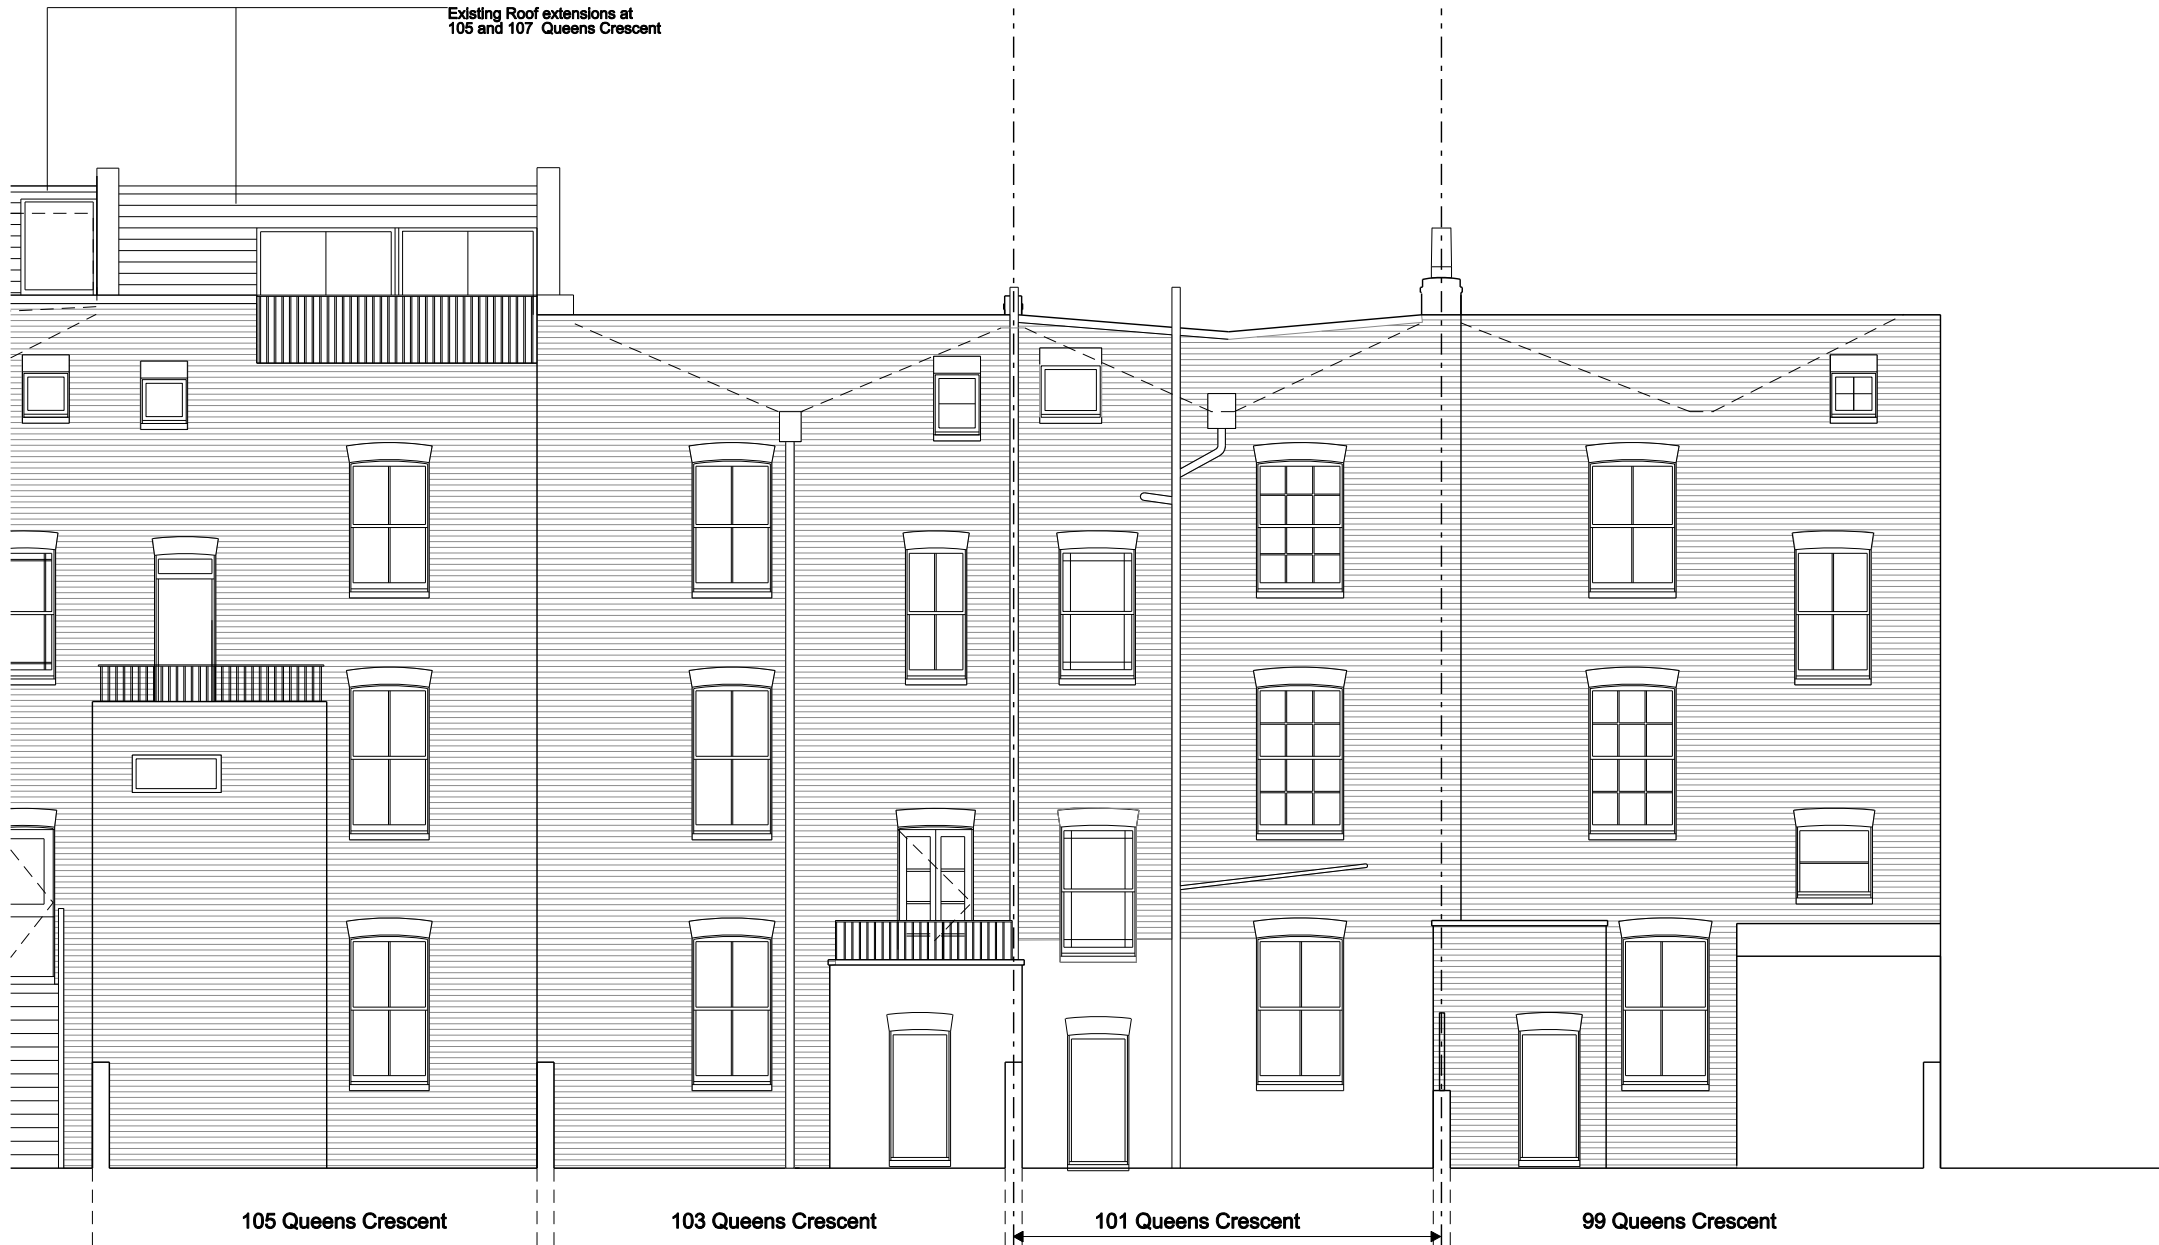 Existing Roof extensions at
105 and 107 Queens Crescent
105 Queens Crescent
103 Queens Crescent
101 Queens Crescent
99 Queens Crescent